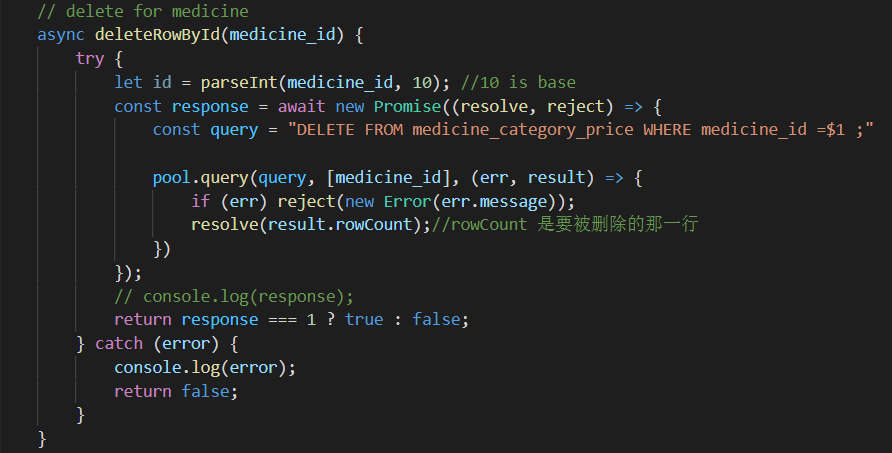 // delete for medicine
async deleteRowById(medicine_id) {
try {
let id = parseInt(medicine_id, 10); //10 is base
const response = await new Promise((resolve, reject) => {
const query = "DELETE FROM medicine_category_price WHERE medicine_id =$1 ;"
pool.query(query, [medicine_id], (err, result) => {
if (err) reject(new Error(err.message));
resolve(result.rowCount);//rowCount 是要被删除的那一行
})
});
// console.log(response);
return response === 1 ? true : false;
} catch (error) {
console.log(error);
return false;
}
}